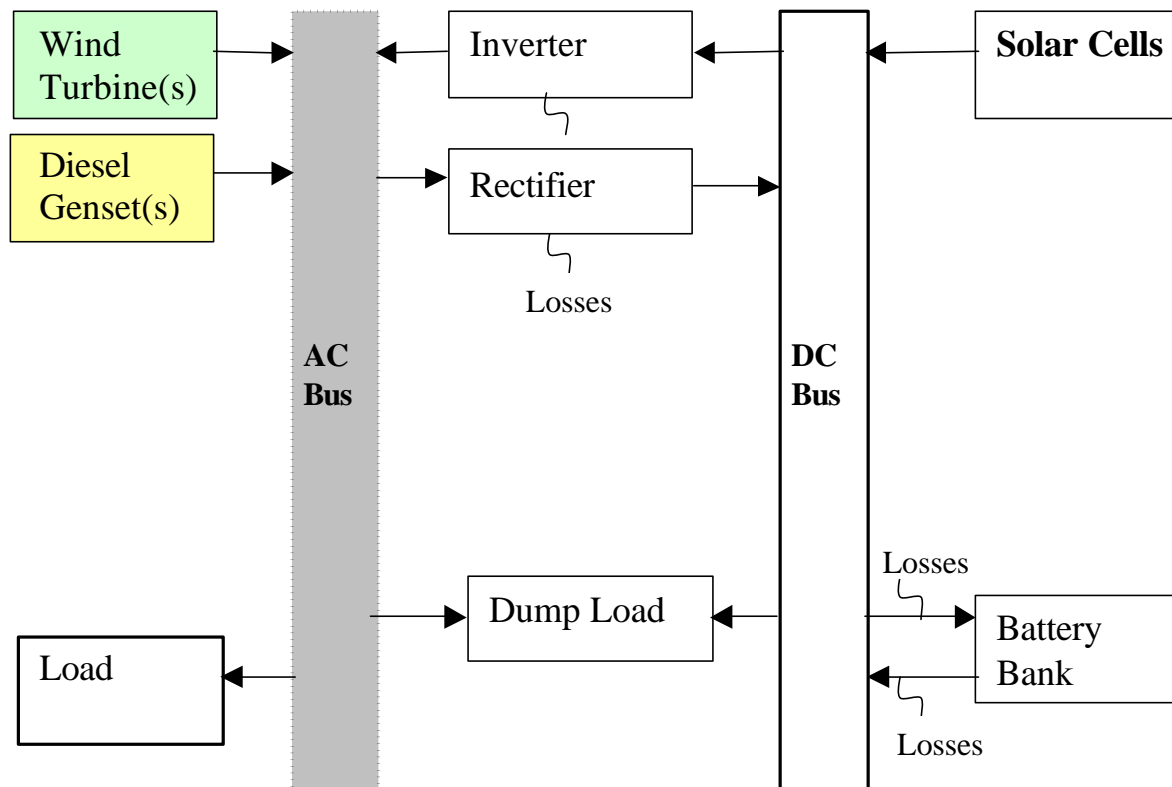 Wind
Turbine(s)
Inverter
Solar Cells
Diesel
Genset(s)
Rectifier
Losses
AC
Bus
DC
Bus
Losses
Dump Load
Battery
Bank
Load
Losses